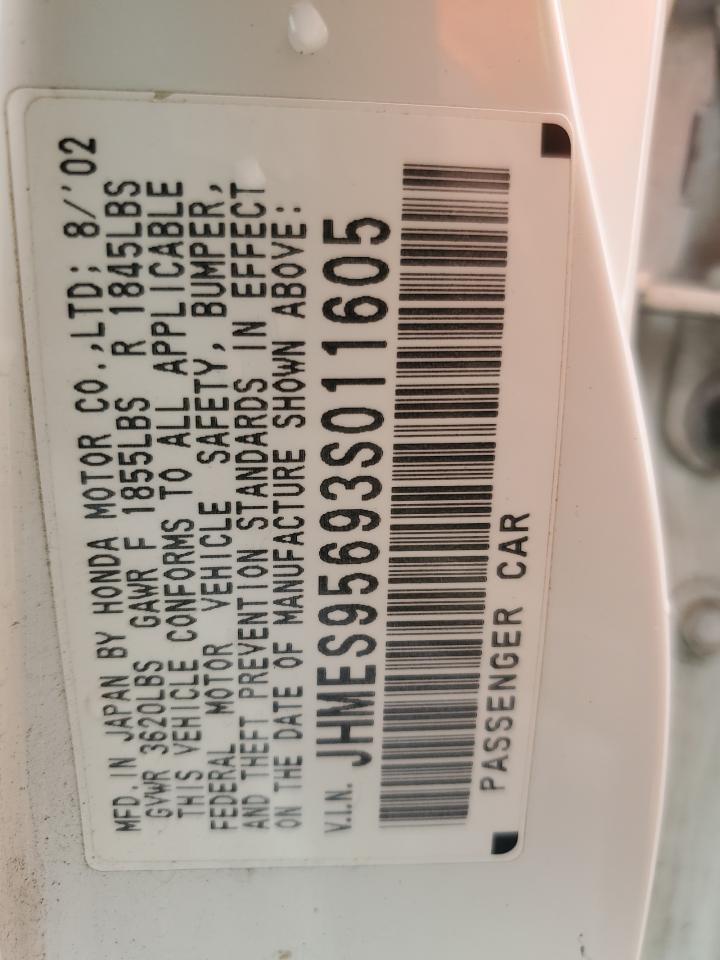 MFD. IN JAPAN BY HONDA MOTOR CO.,LTD; 8/'02
GVWR 3620LBS GAWR F 1855LBS R 1845LBS
THIS VEHICLE CONFORMS TO ALL APPLICABLE
FEDERAL MOTOR VEHICLE SAFETY, BUMPER,
AND THEFT PREVENTION STANDARDS IN EFFECT
ON THE DATE OF MANUFACTURE SHOWN ABOVE:
V.I.N. JHMES95693S011605
PASSENGER CAR